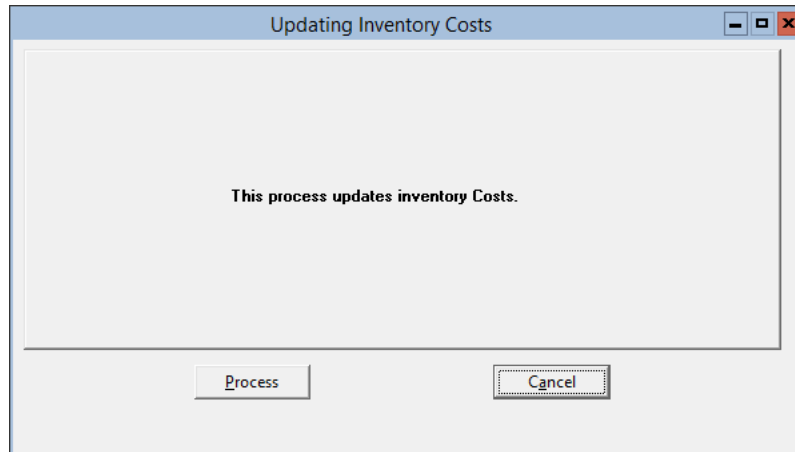 Updating Inventory Costs
This process updates inventory Costs.
Process
Cancel